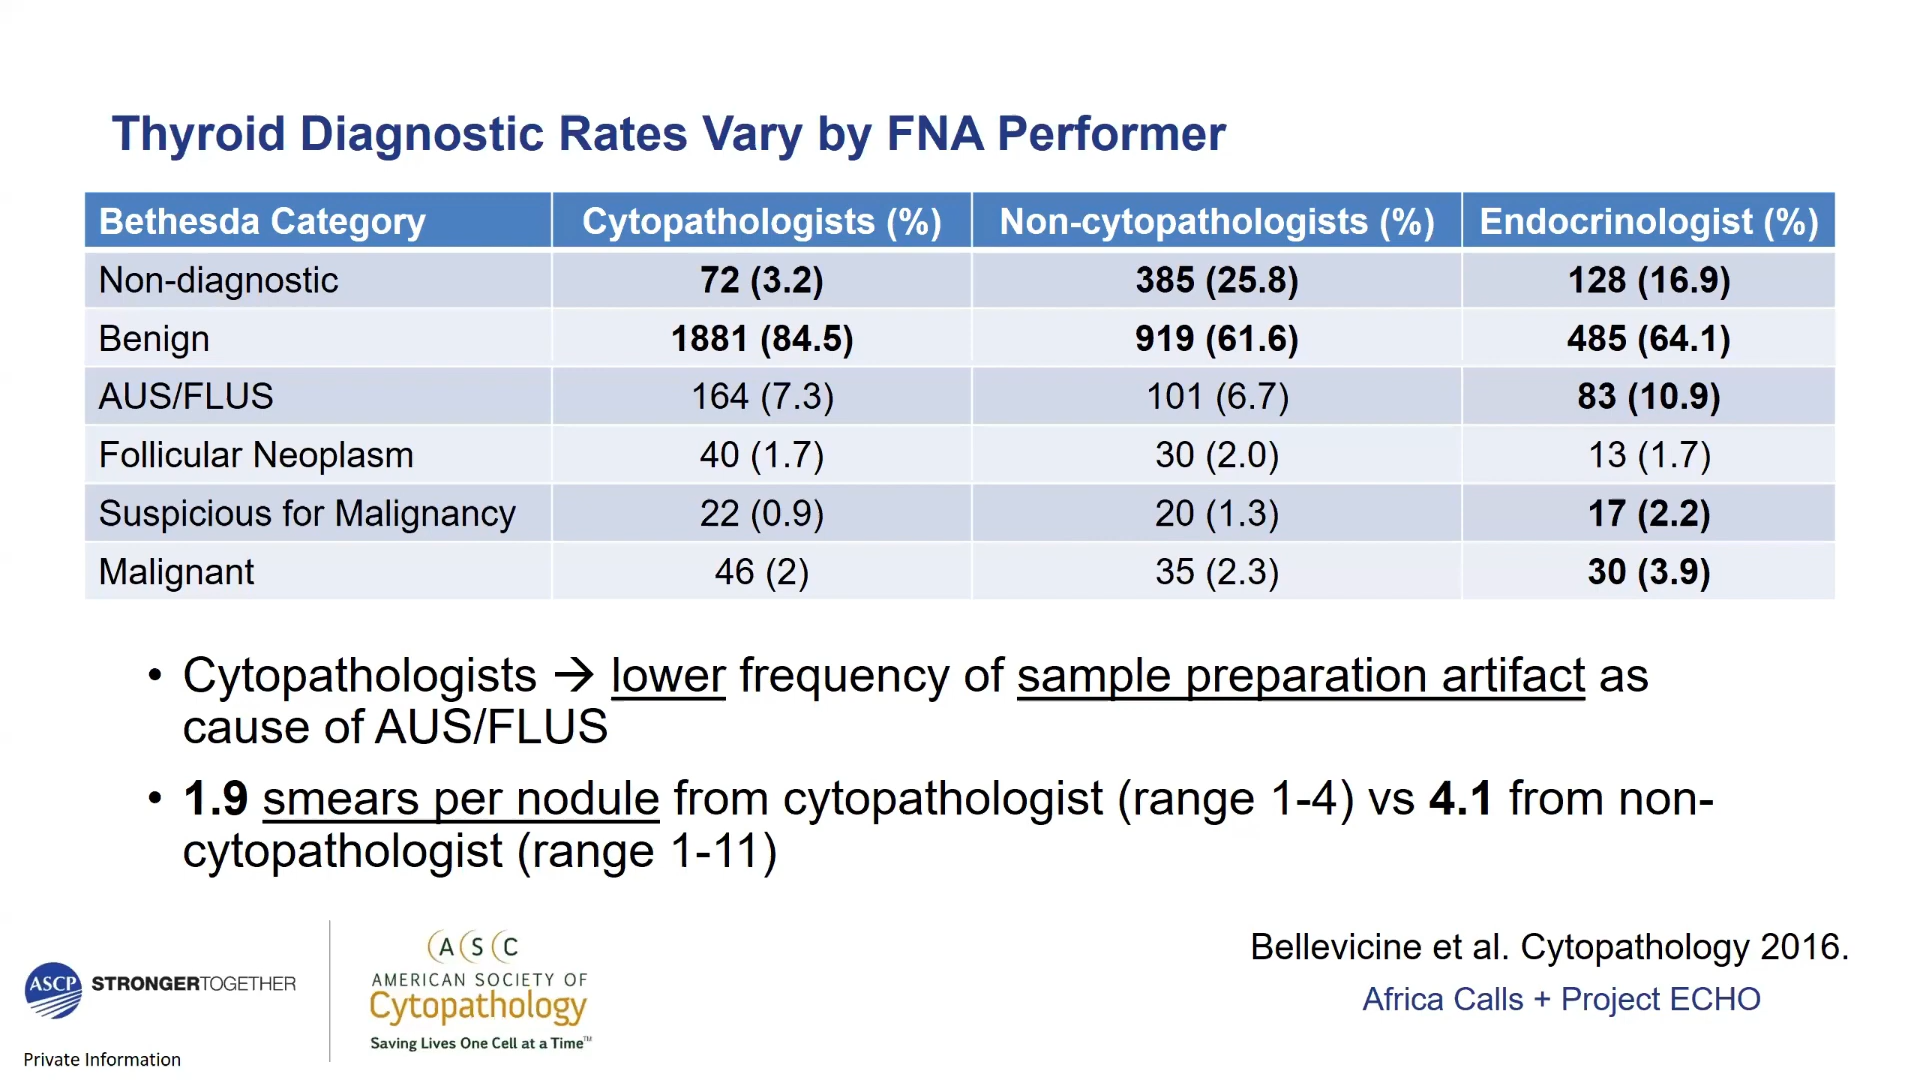 Thyroid Diagnostic Rates Vary by FNA Performer
Bethesda Category Cytopathologists (%) Non-cytopathologists (%) Endocrinologist (%)
Non-diagnostic 72 (3.2) 385 (25.8) 128 (16.9)
Benign 1881 (84.5) 919 (61.6) 485 (64.1)
AUS/FLUS 164 (7.3) 101 (6.7) 83 (10.9)
Follicular Neoplasm 40 (1.7) 30 (2.0) 13 (1.7)
Suspicious for Malignancy 22 (0.9) 20 (1.3) 17 (2.2)
Malignant 46 (2) 35 (2.3) 30 (3.9)
• Cytopathologists → lower frequency of sample preparation artifact as
cause of AUS/FLUS
• 1.9 smears per nodule from cytopathologist (range 1-4) vs 4.1 from non-
cytopathologist (range 1-11)
ASCP STRONGERTOGETHER
ASC
AMERICAN SOCIETY OF
Cytopathology
Saving Lives One Cell at a Time™
Bellevicine et al. Cytopathology 2016.
Africa Calls + Project ECHO
Private Information